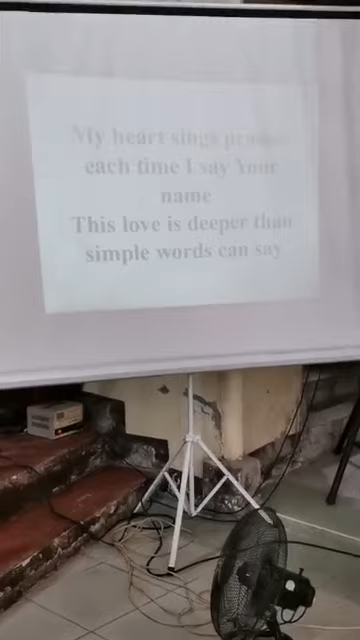 My heart sings praises
each time I say Your
name
This love is deeper than
simple words can say